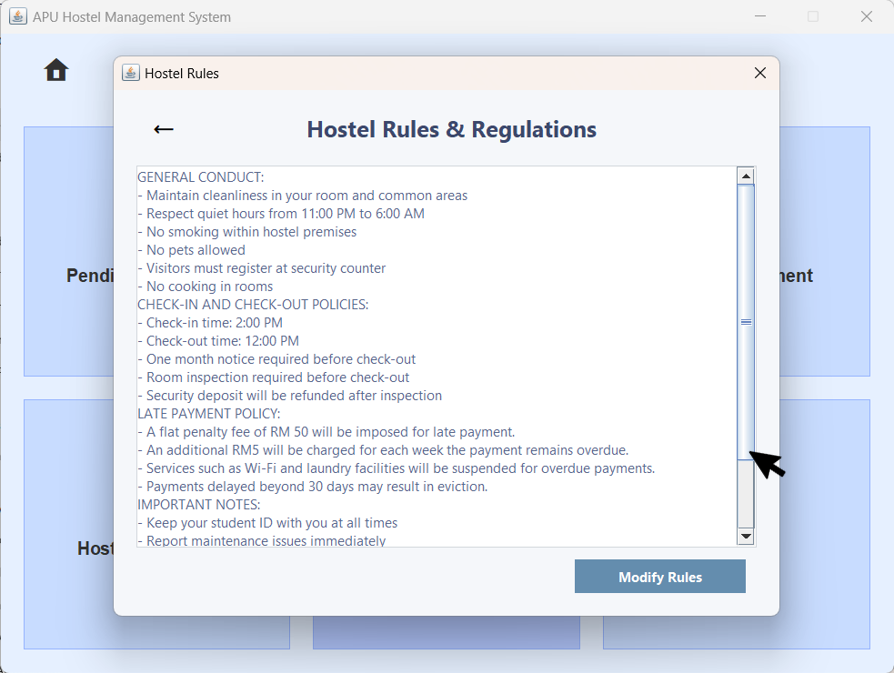 APU Hostel Management System
Hostel Rules
Hostel Rules & Regulations
GENERAL CONDUCT:
- Maintain cleanliness in your room and common areas
- Respect quiet hours from 11:00 PM to 6:00 AM
- No smoking within hostel premises
- No pets allowed
- Visitors must register at security counter
- No cooking in rooms
CHECK-IN AND CHECK-OUT POLICIES:
- Check-in time: 2:00 PM
- Check-out time: 12:00 PM
- One month notice required before check-out
- Room inspection required before check-out
- Security deposit will be refunded after inspection
LATE PAYMENT POLICY:
- A flat penalty fee of RM 50 will be imposed for late payment.
- An additional RM5 will be charged for each week the payment remains overdue.
- Services such as Wi-Fi and laundry facilities will be suspended for overdue payments.
- Payments delayed beyond 30 days may result in eviction.
IMPORTANT NOTES:
- Keep your student ID with you at all times
- Report maintenance issues immediately
Modify Rules